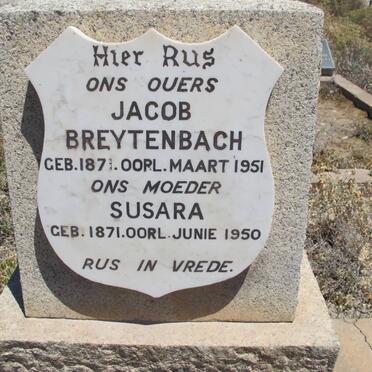 Hier Rus
ONS OUERS
JACOB
BREYTENBACH
GEB. 1871. OORL. MAART 1951
ONS MOEDER
SUSARA
GEB. 1871. OORL. JUNIE 1950
RUS IN VREDE.